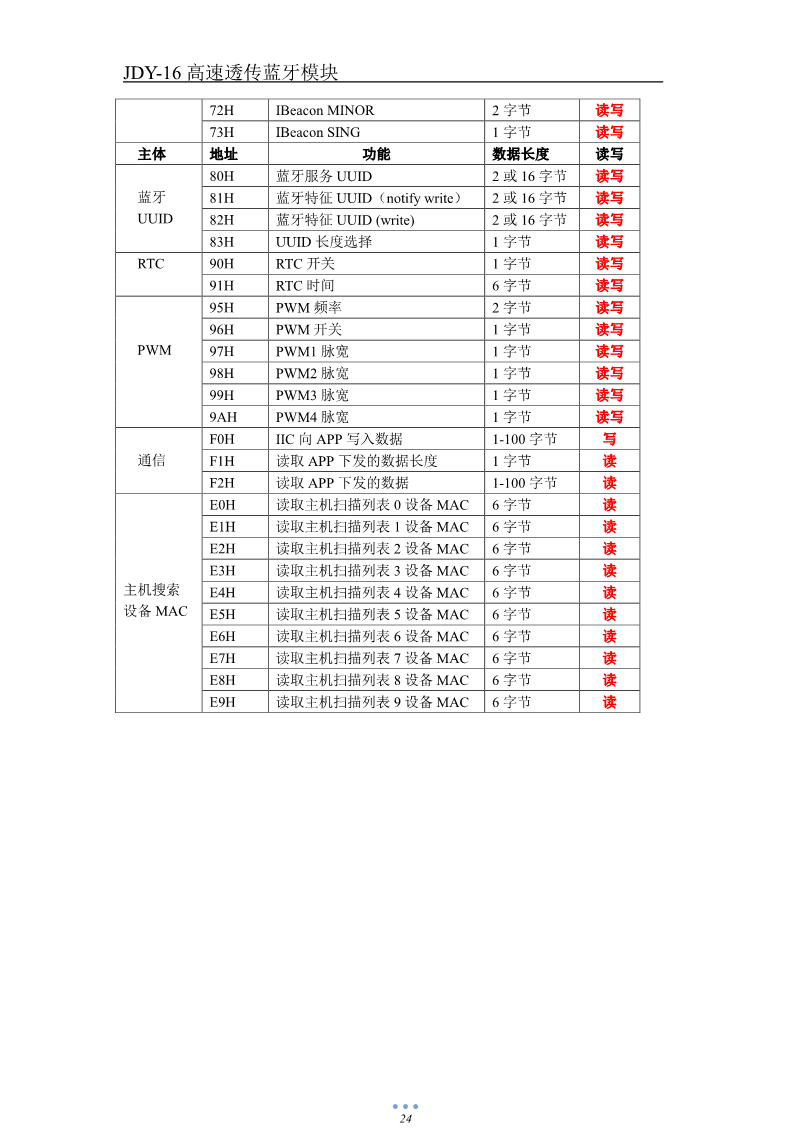 JDY-16 高速透传蓝牙模块
72H IBeacon MINOR 2 字节 读写
73H IBeacon SING 1 字节 读写
主体 地址 功能 数据长度 读写
80H 蓝牙服务 UUID 2 或 16 字节 读写
蓝牙 81H 蓝牙特征 UUID（notify write） 2 或 16 字节 读写
UUID 82H 蓝牙特征 UUID (write) 2 或 16 字节 读写
83H UUID 长度选择 1 字节 读写
RTC 90H RTC 开关 1 字节 读写
91H RTC 时间 6 字节 读写
95H PWM 频率 2 字节 读写
96H PWM 开关 1 字节 读写
PWM 97H PWM1 脉宽 1 字节 读写
98H PWM2 脉宽 1 字节 读写
99H PWM3 脉宽 1 字节 读写
9AH PWM4 脉宽 1 字节 读写
F0H IIC 向 APP 写入数据 1-100 字节 写
通信 F1H 读取 APP 下发的数据长度 1 字节 读
F2H 读取 APP 下发的数据 1-100 字节 读
E0H 读取主机扫描列表 0 设备 MAC 6 字节 读
E1H 读取主机扫描列表 1 设备 MAC 6 字节 读
E2H 读取主机扫描列表 2 设备 MAC 6 字节 读
E3H 读取主机扫描列表 3 设备 MAC 6 字节 读
主机搜索 E4H 读取主机扫描列表 4 设备 MAC 6 字节 读
设备 MAC E5H 读取主机扫描列表 5 设备 MAC 6 字节 读
E6H 读取主机扫描列表 6 设备 MAC 6 字节 读
E7H 读取主机扫描列表 7 设备 MAC 6 字节 读
E8H 读取主机扫描列表 8 设备 MAC 6 字节 读
E9H 读取主机扫描列表 9 设备 MAC 6 字节 读
24